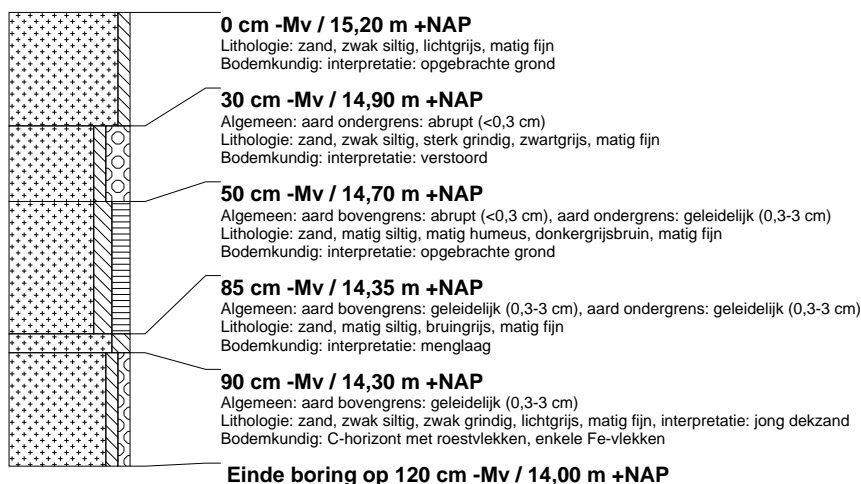 0 cm -Mv / 15,20 m +NAP
Lithologie: zand, zwak siltig, lichtgrijs, matig fijn
Bodemkundig: interpretatie: opgebrachte grond
30 cm -Mv / 14,90 m +NAP
Algemeen: aard ondergrens: abrupt (<0,3 cm)
Lithologie: zand, zwak siltig, sterk grindig, zwartgrijs, matig fijn
Bodemkundig: interpretatie: verstoord
50 cm -Mv / 14,70 m +NAP
Algemeen: aard bovengrens: abrupt (<0,3 cm), aard ondergrens: geleidelijk (0,3-3 cm)
Lithologie: zand, matig siltig, matig humeus, donkergrijsbruin, matig fijn
Bodemkundig: interpretatie: opgebrachte grond
85 cm -Mv / 14,35 m +NAP
Algemeen: aard bovengrens: geleidelijk (0,3-3 cm), aard ondergrens: geleidelijk (0,3-3 cm)
Lithologie: zand, matig siltig, bruingrijs, matig fijn
Bodemkundig: interpretatie: menglaag
90 cm -Mv / 14,30 m +NAP
Algemeen: aard bovengrens: geleidelijk (0,3-3 cm)
Lithologie: zand, zwak siltig, zwak grindig, lichtgrijs, matig fijn, interpretatie: jong dekzand
Bodemkundig: C-horizont met roestvlekken, enkele Fe-vlekken
Einde boring op 120 cm -Mv / 14,00 m +NAP